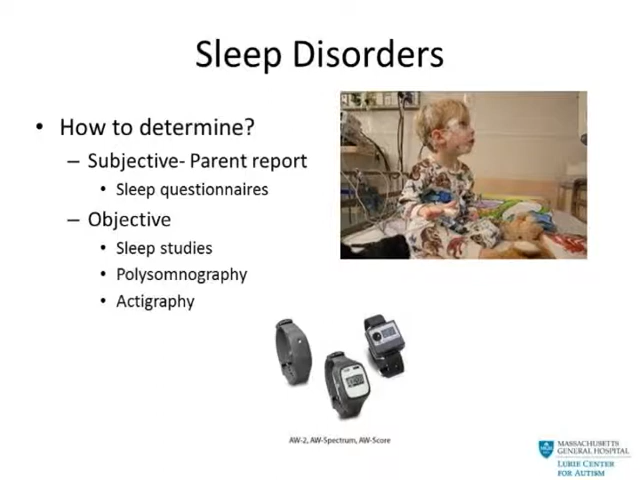 Sleep Disorders
• How to determine?
– Subjective- Parent report
• Sleep questionnaires
– Objective
• Sleep studies
• Polysomnography
• Actigraphy
AW-2, AW-Spectrum, AW-Score
MASSACHUSETTS
GENERAL HOSPITAL
LURIE CENTER
FOR AUTISM